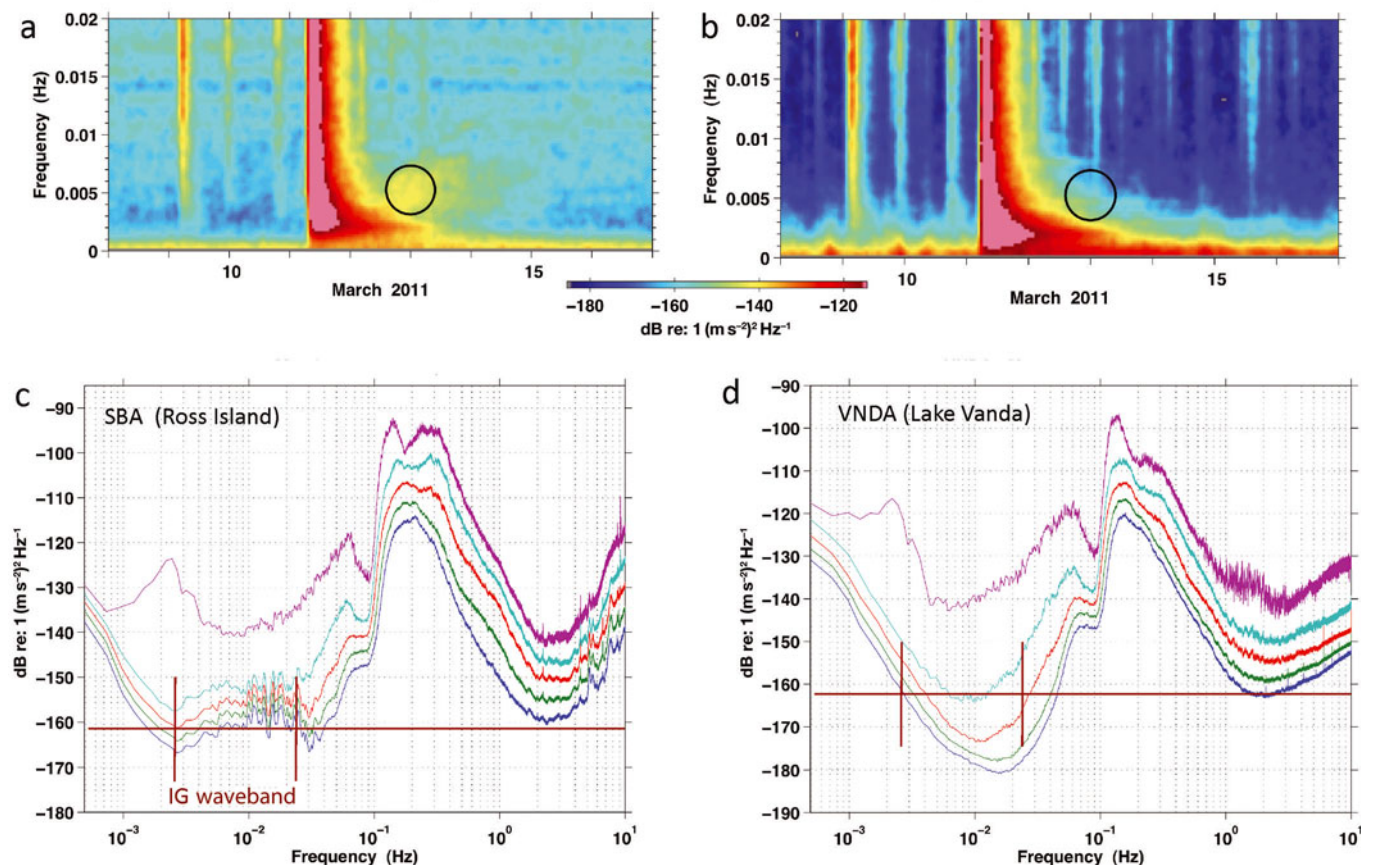 a
0.02
0.015
0.01
0.005
0
Frequency (Hz)
10
15
March 2011
b
0.02
0.015
0.01
0.005
0
Frequency (Hz)
10
15
March 2011
−180 −160 −140 −120
dB re: 1 (m s⁻²)² Hz⁻¹
c
SBA (Ross Island)
−90
−100
−110
−120
−130
−140
−150
−160
−170
−180
dB re: 1 (m s⁻²)² Hz⁻¹
IG waveband
10⁻³ 10⁻² 10⁻¹ 10⁰ 10¹
Frequency (Hz)
d
VNDA (Lake Vanda)
−90
−100
−110
−120
−130
−140
−150
−160
−170
−180
−190
dB re: 1 (m s⁻²)² Hz⁻¹
10⁻³ 10⁻² 10⁻¹ 10⁰ 10¹
Frequency (Hz)